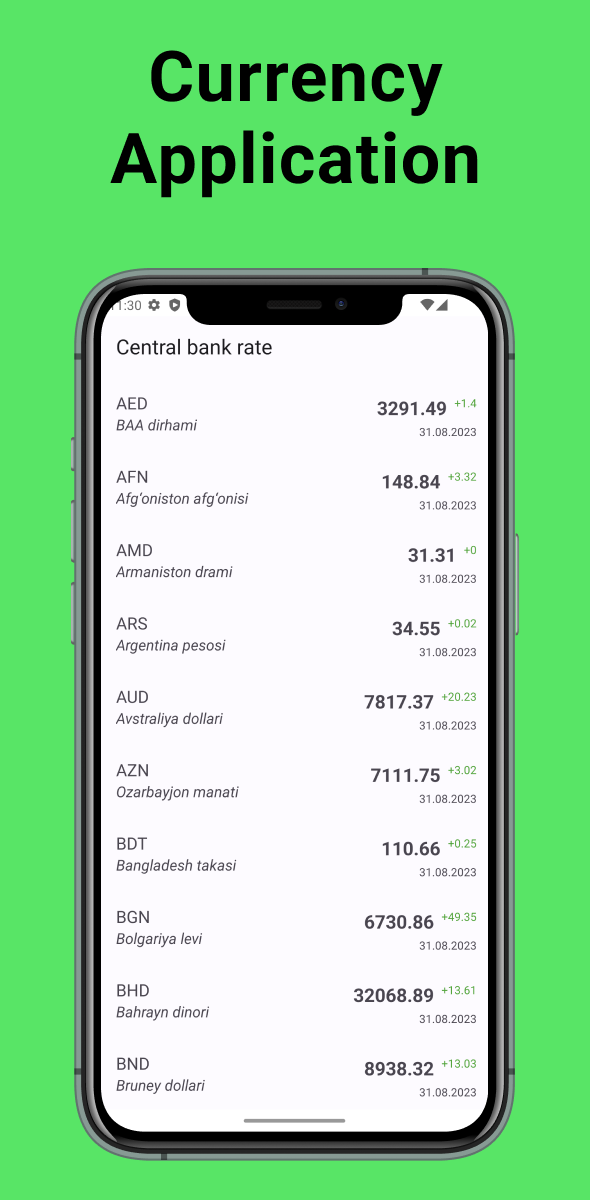 Currency
Application
11:30
Central bank rate
AED
3291.49 +1.4
BAA dirhami
31.08.2023
AFN
148.84 +3.32
Afgʻoniston afgʻonisi
31.08.2023
AMD
31.31 +0
Armaniston drami
31.08.2023
ARS
34.55 +0.02
Argentina pesosi
31.08.2023
AUD
7817.37 +20.23
Avstraliya dollari
31.08.2023
AZN
7111.75 +3.02
Ozarbayjon manati
31.08.2023
BDT
110.66 +0.25
Bangladesh takasi
31.08.2023
BGN
6730.86 +49.35
Bolgariya levi
31.08.2023
BHD
32068.89 +13.61
Bahrayn dinori
31.08.2023
BND
8938.32 +13.03
Bruney dollari
31.08.2023